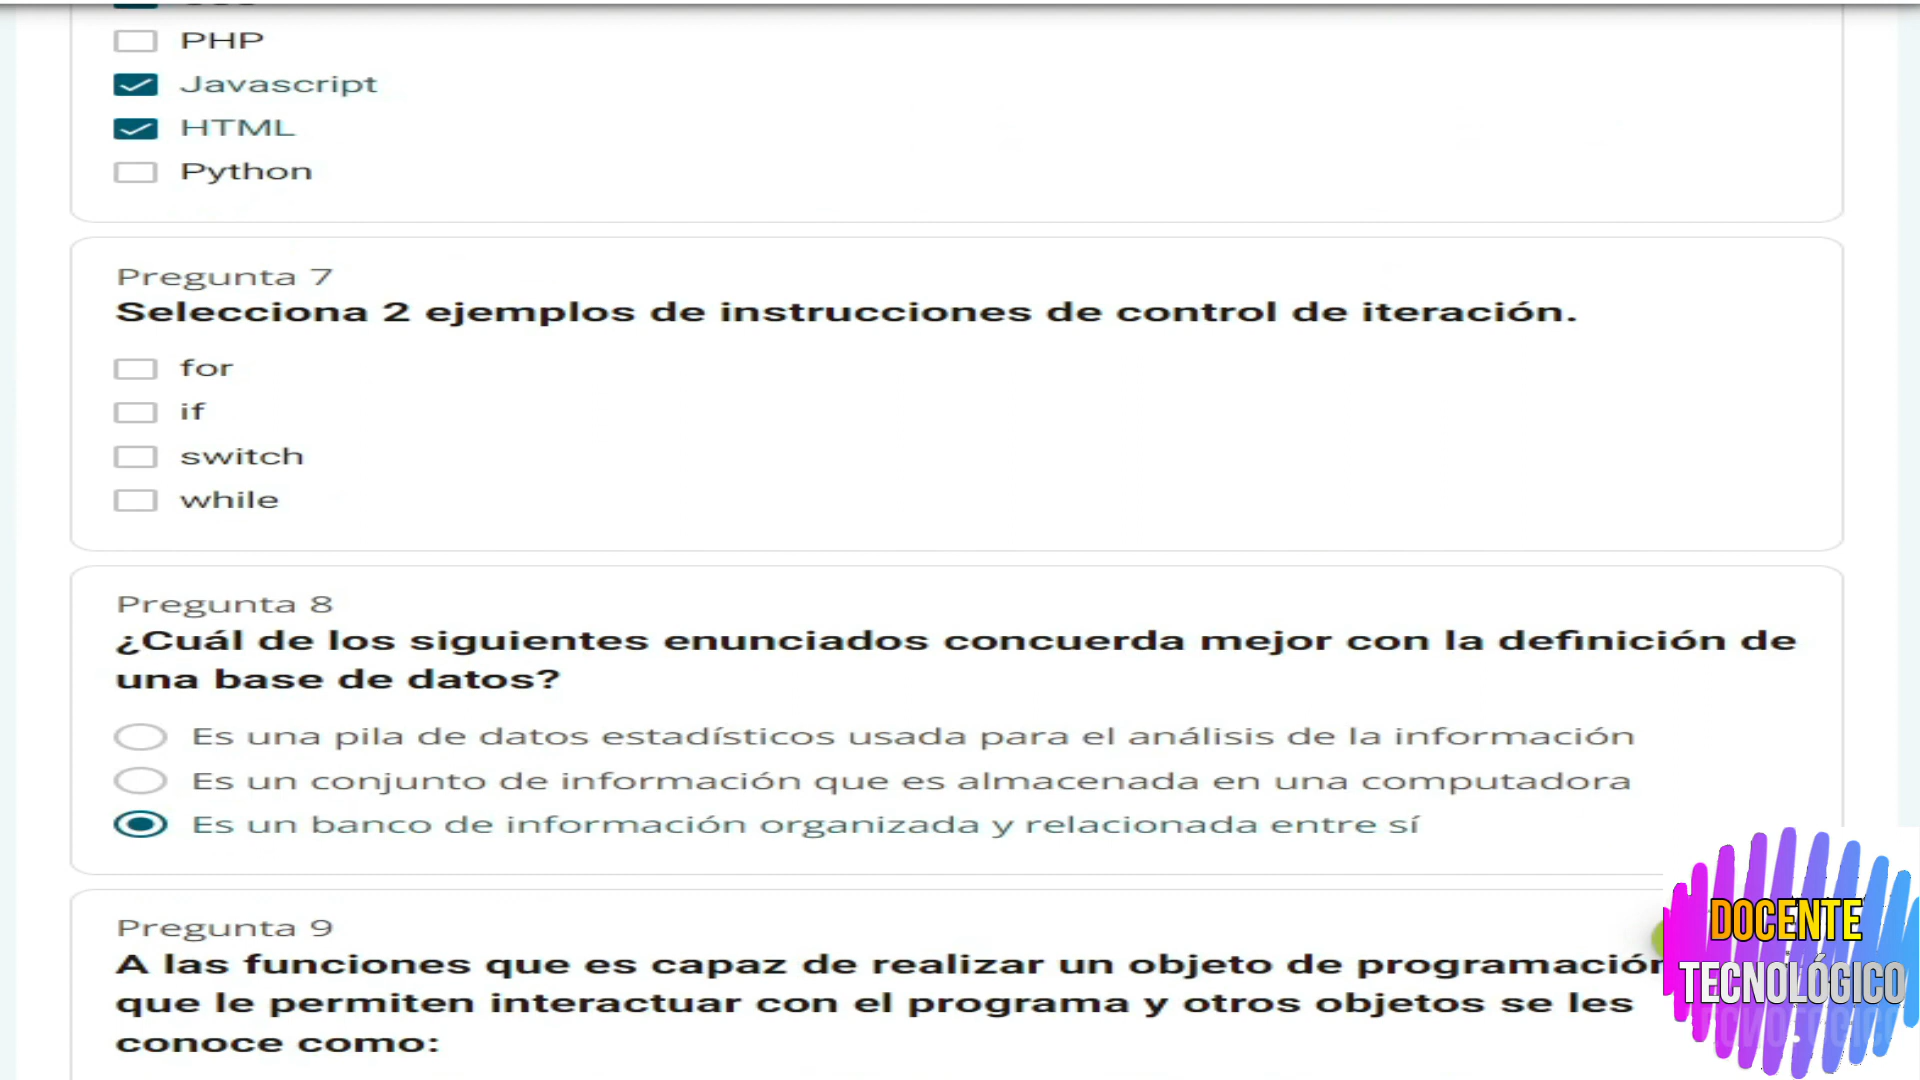 PHP
Javascript
HTML
Python
Pregunta 7
Selecciona 2 ejemplos de instrucciones de control de iteración.
for
if
switch
while
Pregunta 8
¿Cuál de los siguientes enunciados concuerda mejor con la definición de
una base de datos?
Es una pila de datos estadísticos usada para el análisis de la información
Es un conjunto de información que es almacenada en una computadora
Es un banco de información organizada y relacionada entre sí
Pregunta 9
A las funciones que es capaz de realizar un objeto de programación
que le permiten interactuar con el programa y otros objetos se les
conoce como:
DOCENTE
TECNOLÓGICO